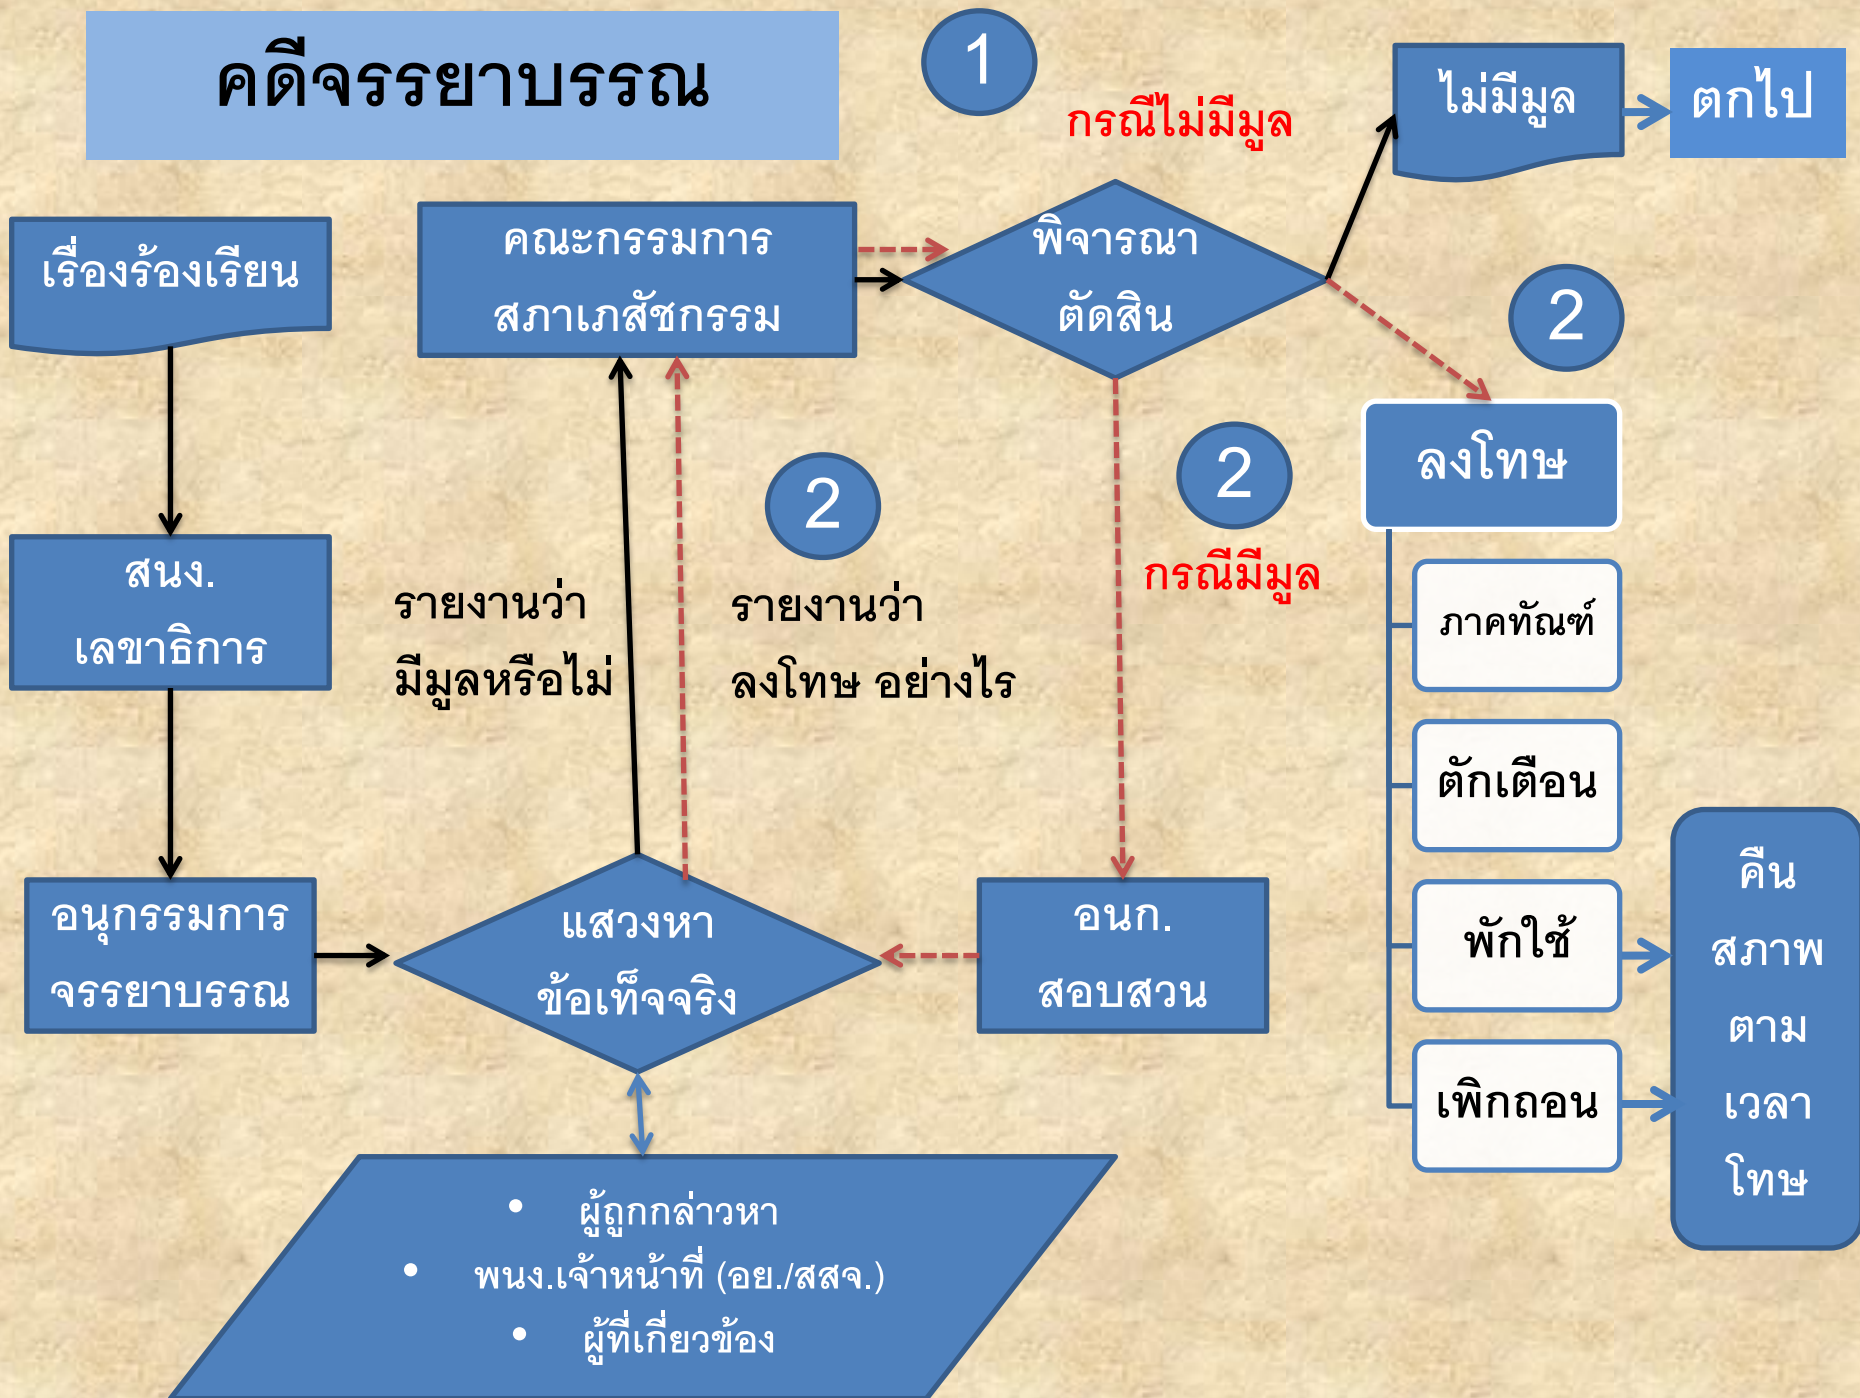 คดีจรรยาบรรณ
1
กรณีไม่มีมูล
ไม่มีมูล
ตกไป
เรื่องร้องเรียน
คณะกรรมการ
สภาเภสัชกรรม
พิจารณา
ตัดสิน
2
ลงโทษ
2
กรณีมีมูล
2
สนง.
เลขาธิการ
รายงานว่า
มีมูลหรือไม่
รายงานว่า
ลงโทษ อย่างไร
ภาคทัณฑ์
ตักเตือน
พักใช้
เพิกถอน
คืน
สภาพ
ตาม
เวลา
โทษ
อนุกรรมการ
จรรยาบรรณ
แสวงหา
ข้อเท็จจริง
อนก.
สอบสวน
• ผู้ถูกกล่าวหา
• พนง.เจ้าหน้าที่ (อย./สสจ.)
• ผู้ที่เกี่ยวข้อง